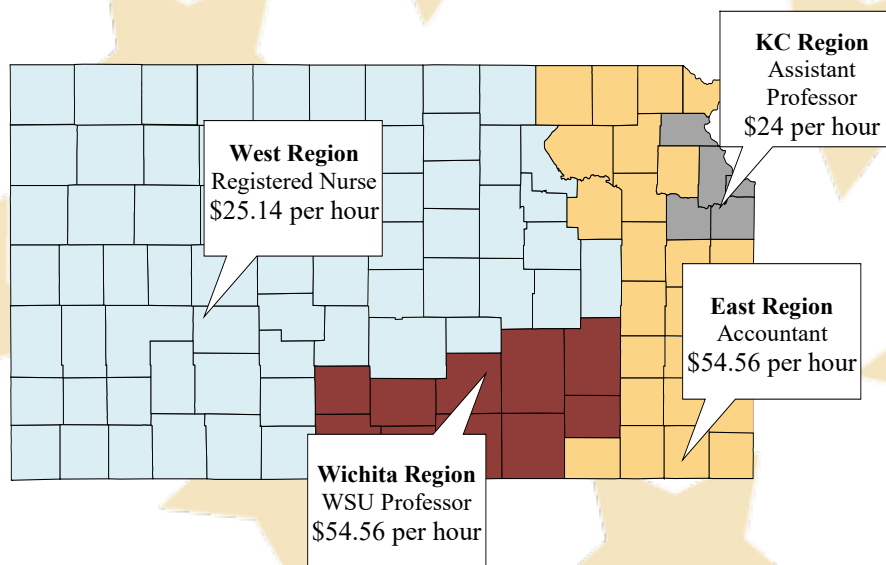 KC Region
Assistant
Professor
$24 per hour
West Region
Registered Nurse
$25.14 per hour
East Region
Accountant
$54.56 per hour
Wichita Region
WSU Professor
$54.56 per hour